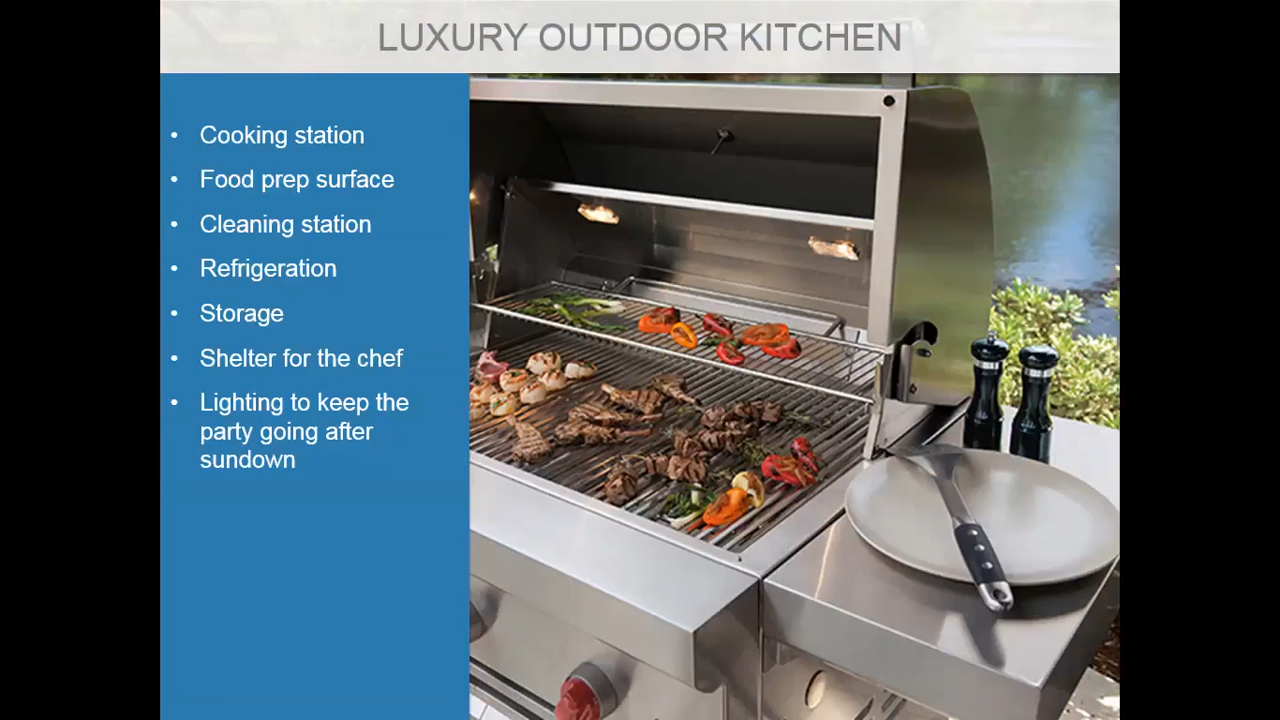 LUXURY OUTDOOR KITCHEN
• Cooking station
• Food prep surface
• Cleaning station
• Refrigeration
• Storage
• Shelter for the chef
• Lighting to keep the
party going after
sundown